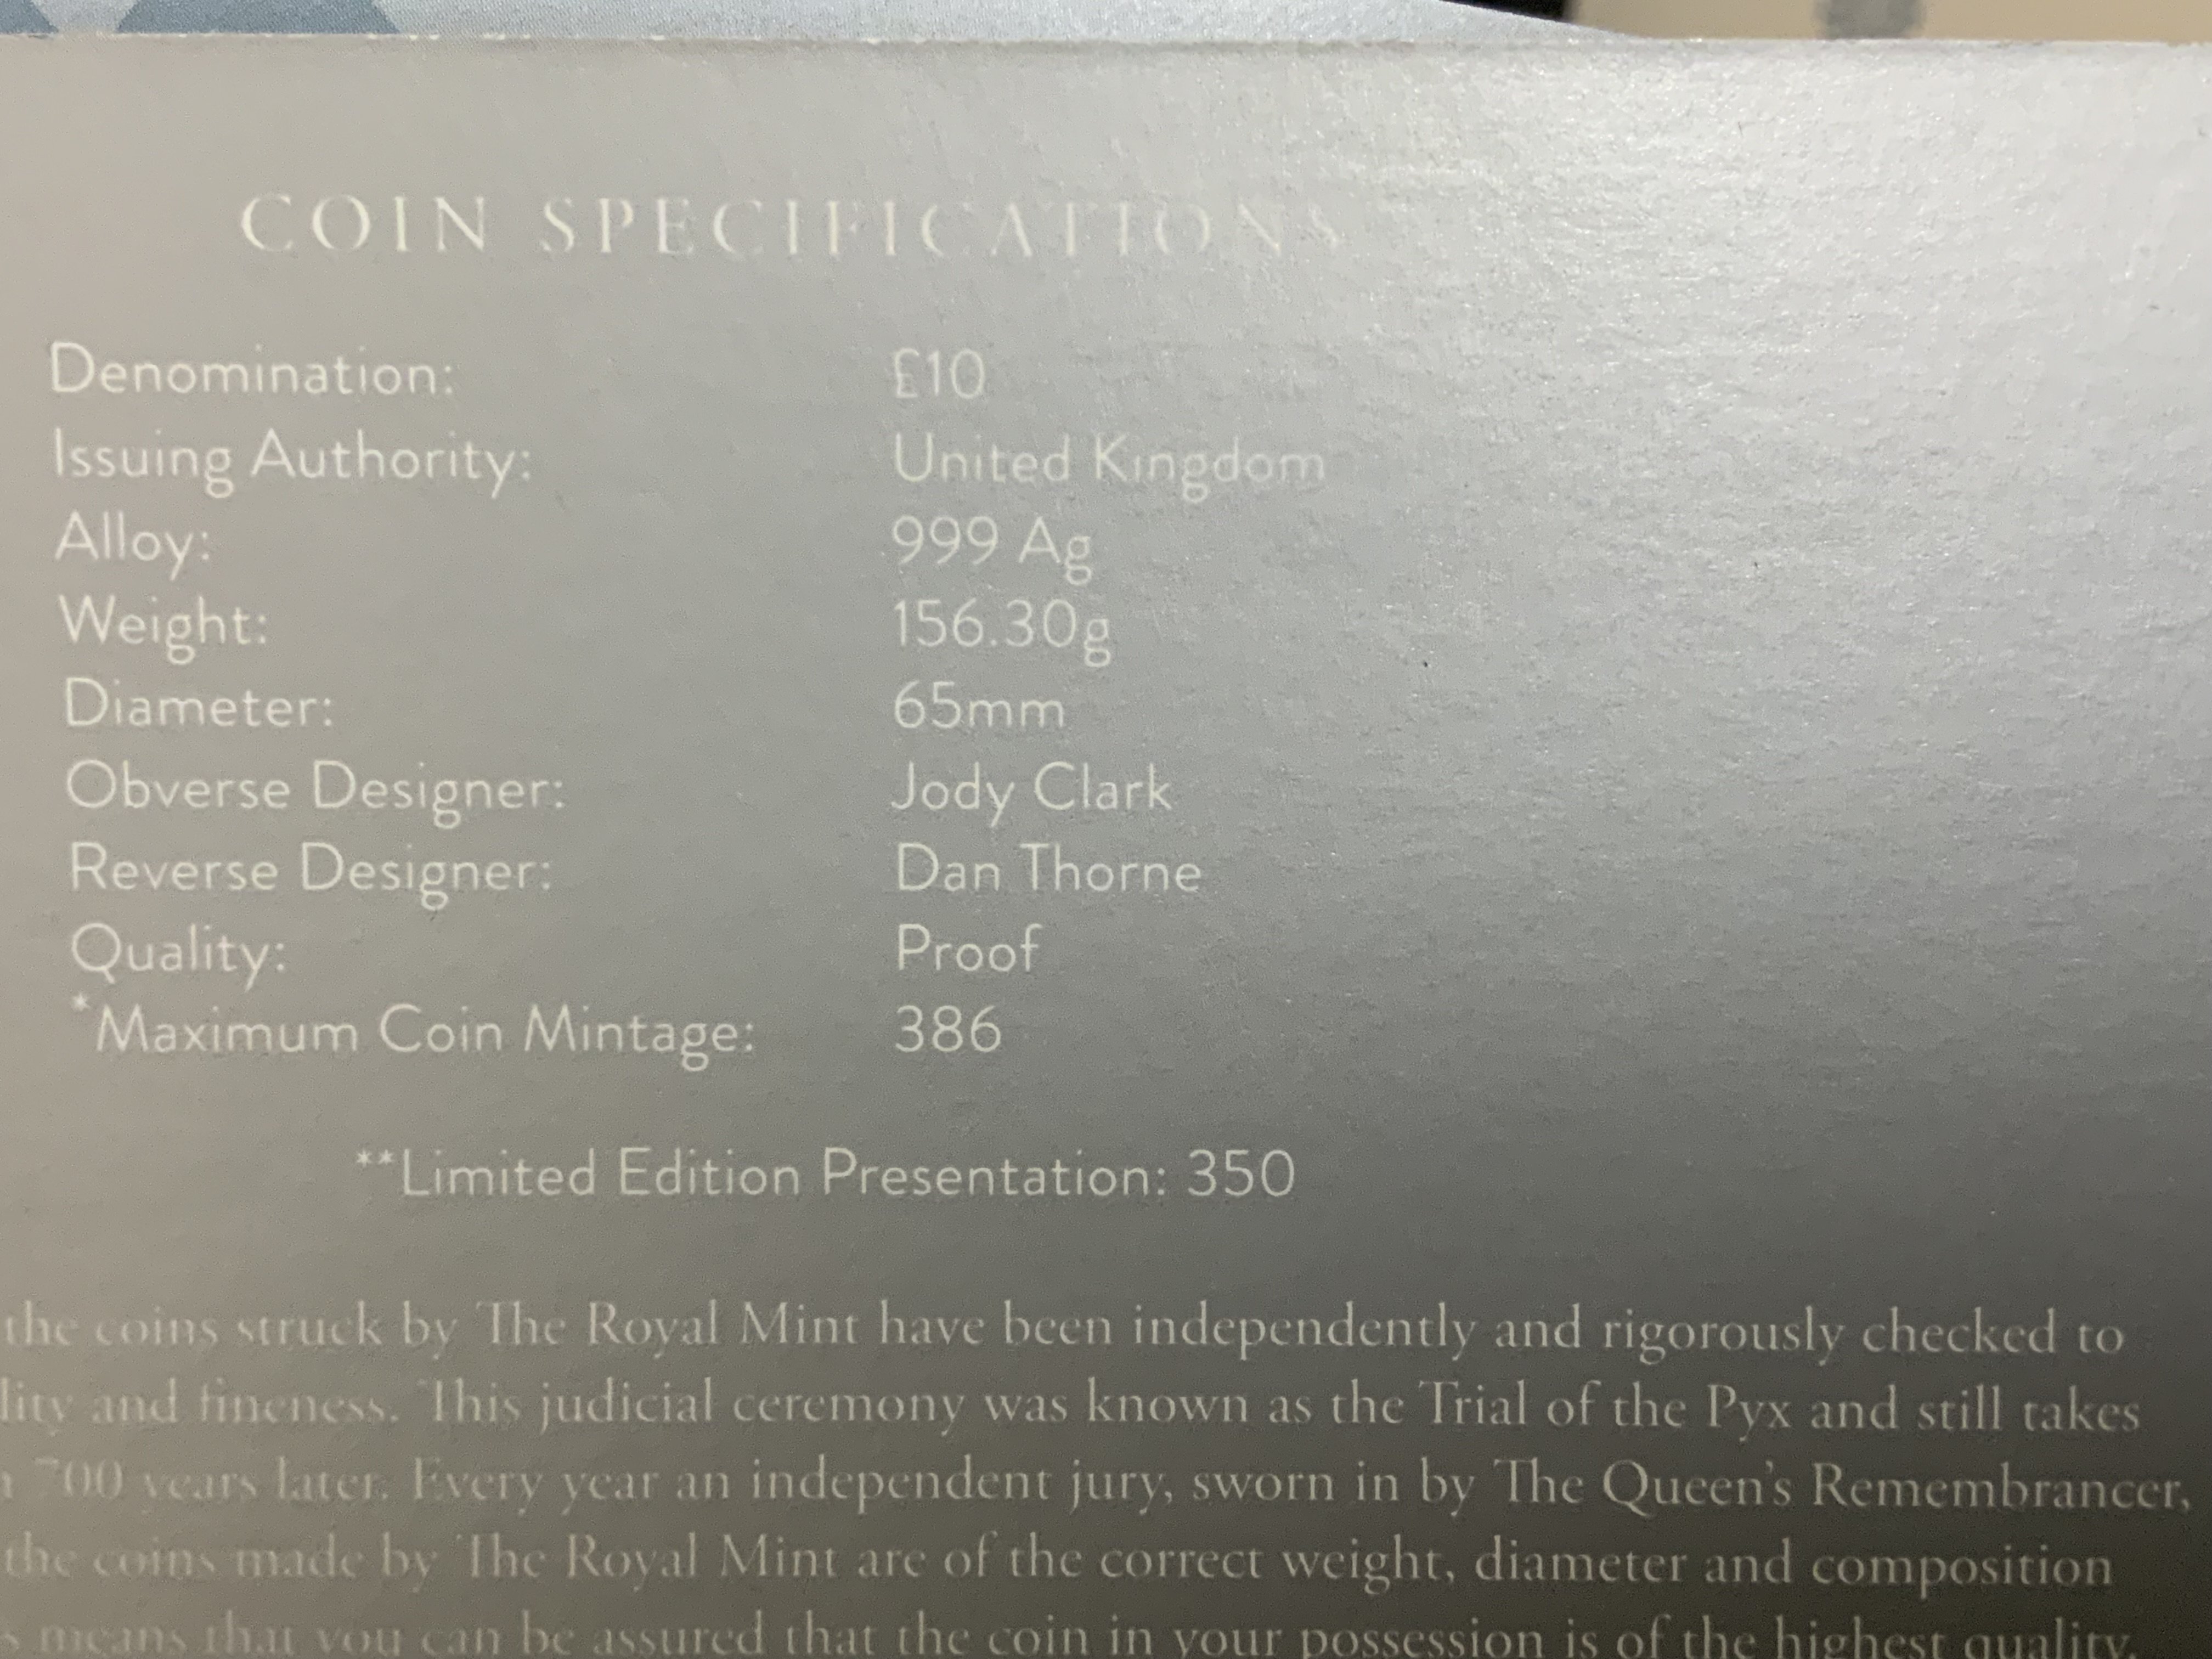 COIN SPECIFICATIONS
Denomination: £10
Issuing Authority: United Kingdom
Alloy: 999 Ag
Weight: 156.30g
Diameter: 65mm
Obverse Designer: Jody Clark
Reverse Designer: Dan Thorne
Quality: Proof
*Maximum Coin Mintage: 386
**Limited Edition Presentation: 350
the coins struck by The Royal Mint have been independently and rigorously checked to
lity and fineness. This judicial ceremony was known as the Trial of the Pyx and still takes
700 years later. Every year an independent jury, sworn in by The Queen's Remembrancer,
the coins made by The Royal Mint are of the correct weight, diameter and composition
s means that you can be assured that the coin in your possession is of the highest quality.